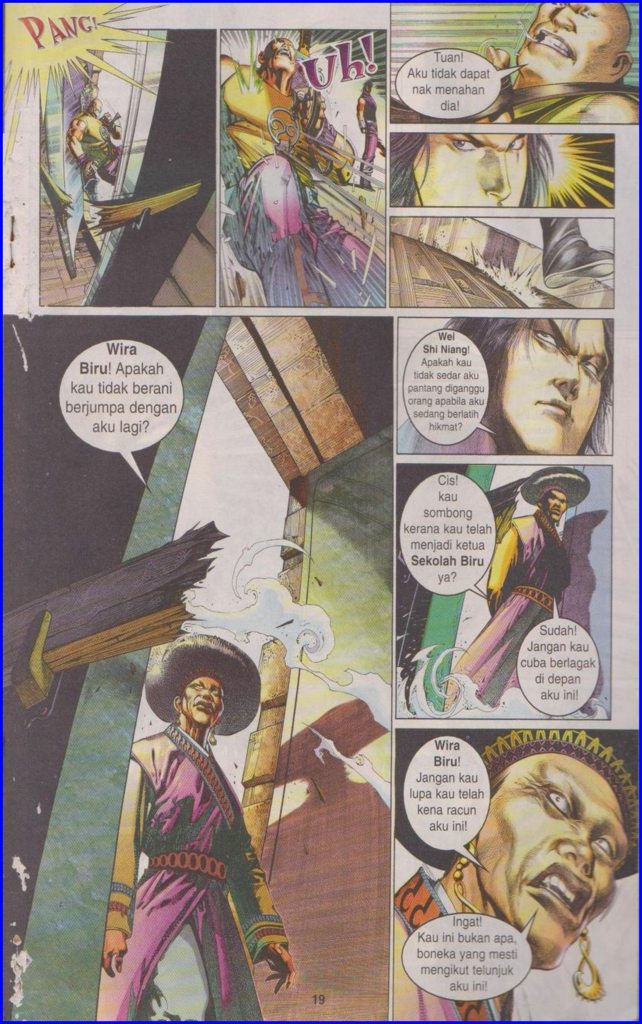 PANG!
Uh!
Tuan!
Aku tidak dapat
nak menahan
dia!
Wira
Biru! Apakah
kau tidak berani
berjumpa dengan
aku lagi?
Wei
Shi Niang!
Apakah kau
tidak sedar aku
pantang diganggu
orang apabila aku
sedang berlatih
hikmat?
Cis!
kau
sombong
kerana kau telah
menjadi ketua
Sekolah Biru
ya?
Sudah!
Jangan kau
cuba berlagak
di depan
aku ini!
Wira
Biru!
Jangan kau
lupa kau telah
kena racun
aku ini!
Ingat!
Kau ini bukan apa,
boneka yang mesti
mengikut telunjuk
aku ini!
19